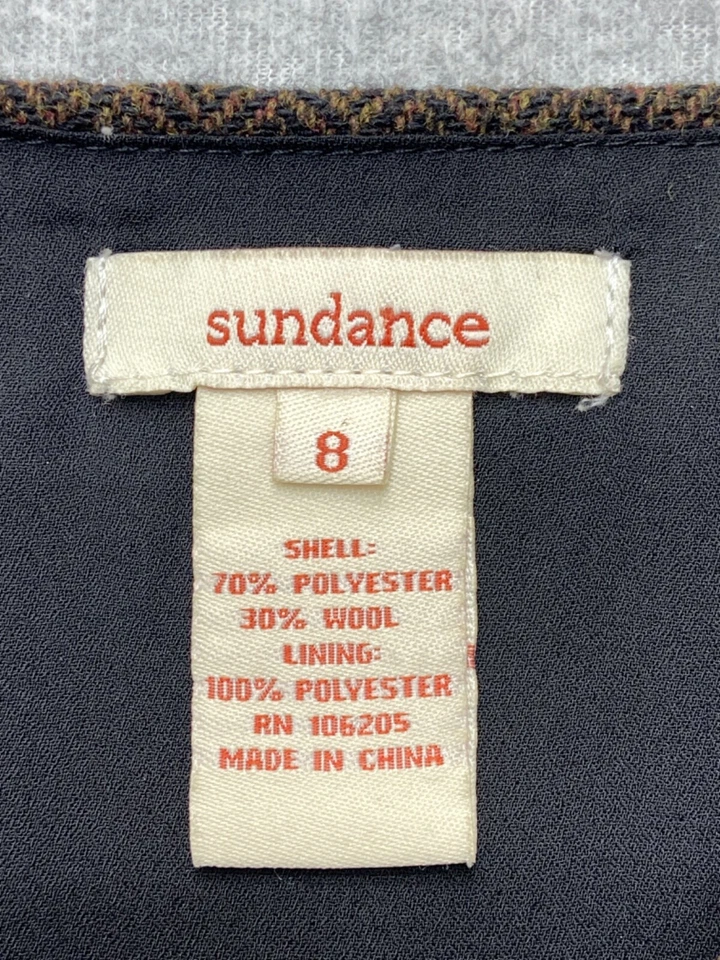 sundance
8
SHELL:
70% POLYESTER
30% WOOL
LINING:
100% POLYESTER
RN 106205
MADE IN CHINA